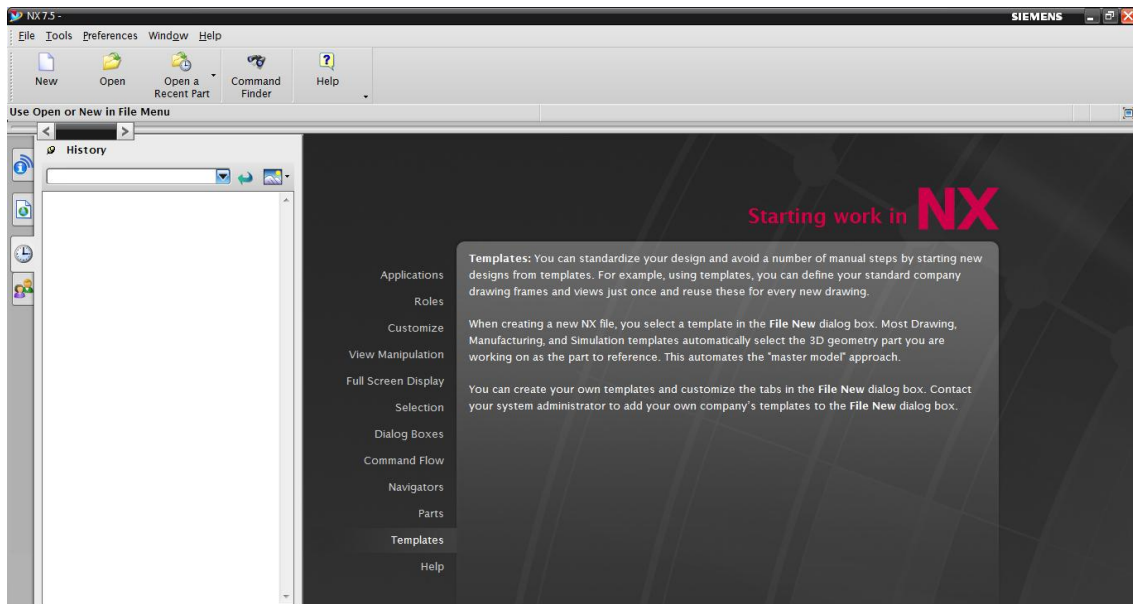 NX 7.5 -
SIEMENS
File Tools Preferences Window Help
New
Open
Open a
Recent Part
Command
Finder
Help
Use Open or New in File Menu
History
Starting work in NX
Applications
Roles
Customize
View Manipulation
Full Screen Display
Selection
Dialog Boxes
Command Flow
Navigators
Parts
Templates
Help
Templates: You can standardize your design and avoid a number of manual steps by starting new
designs from templates. For example, using templates, you can define your standard company
drawing frames and views just once and reuse these for every new drawing.
When creating a new NX file, you select a template in the File New dialog box. Most Drawing,
Manufacturing, and Simulation templates automatically select the 3D geometry part you are
working on as the part to reference. This automates the "master model" approach.
You can create your own templates and customize the tabs in the File New dialog box. Contact
your system administrator to add your own company's templates to the File New dialog box.